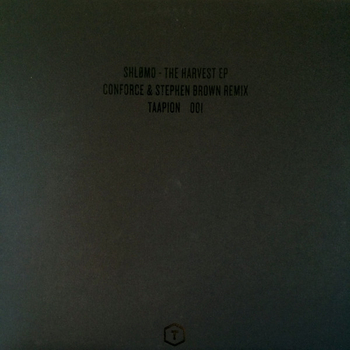 SHLØMO - THE HARVEST EP
CONFORCE & STEPHEN BROWN REMIX
TAAPION 001
T